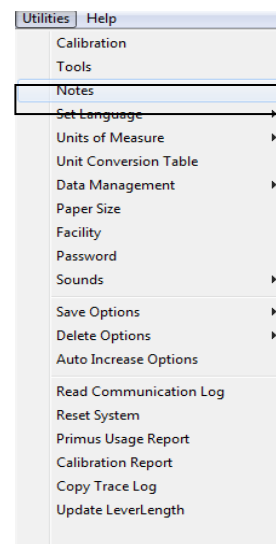 Utilities Help
Calibration
Tools
Notes
Set Language
Units of Measure
Unit Conversion Table
Data Management
Paper Size
Facility
Password
Sounds
Save Options
Delete Options
Auto Increase Options
Read Communication Log
Reset System
Primus Usage Report
Calibration Report
Copy Trace Log
Update LeverLength